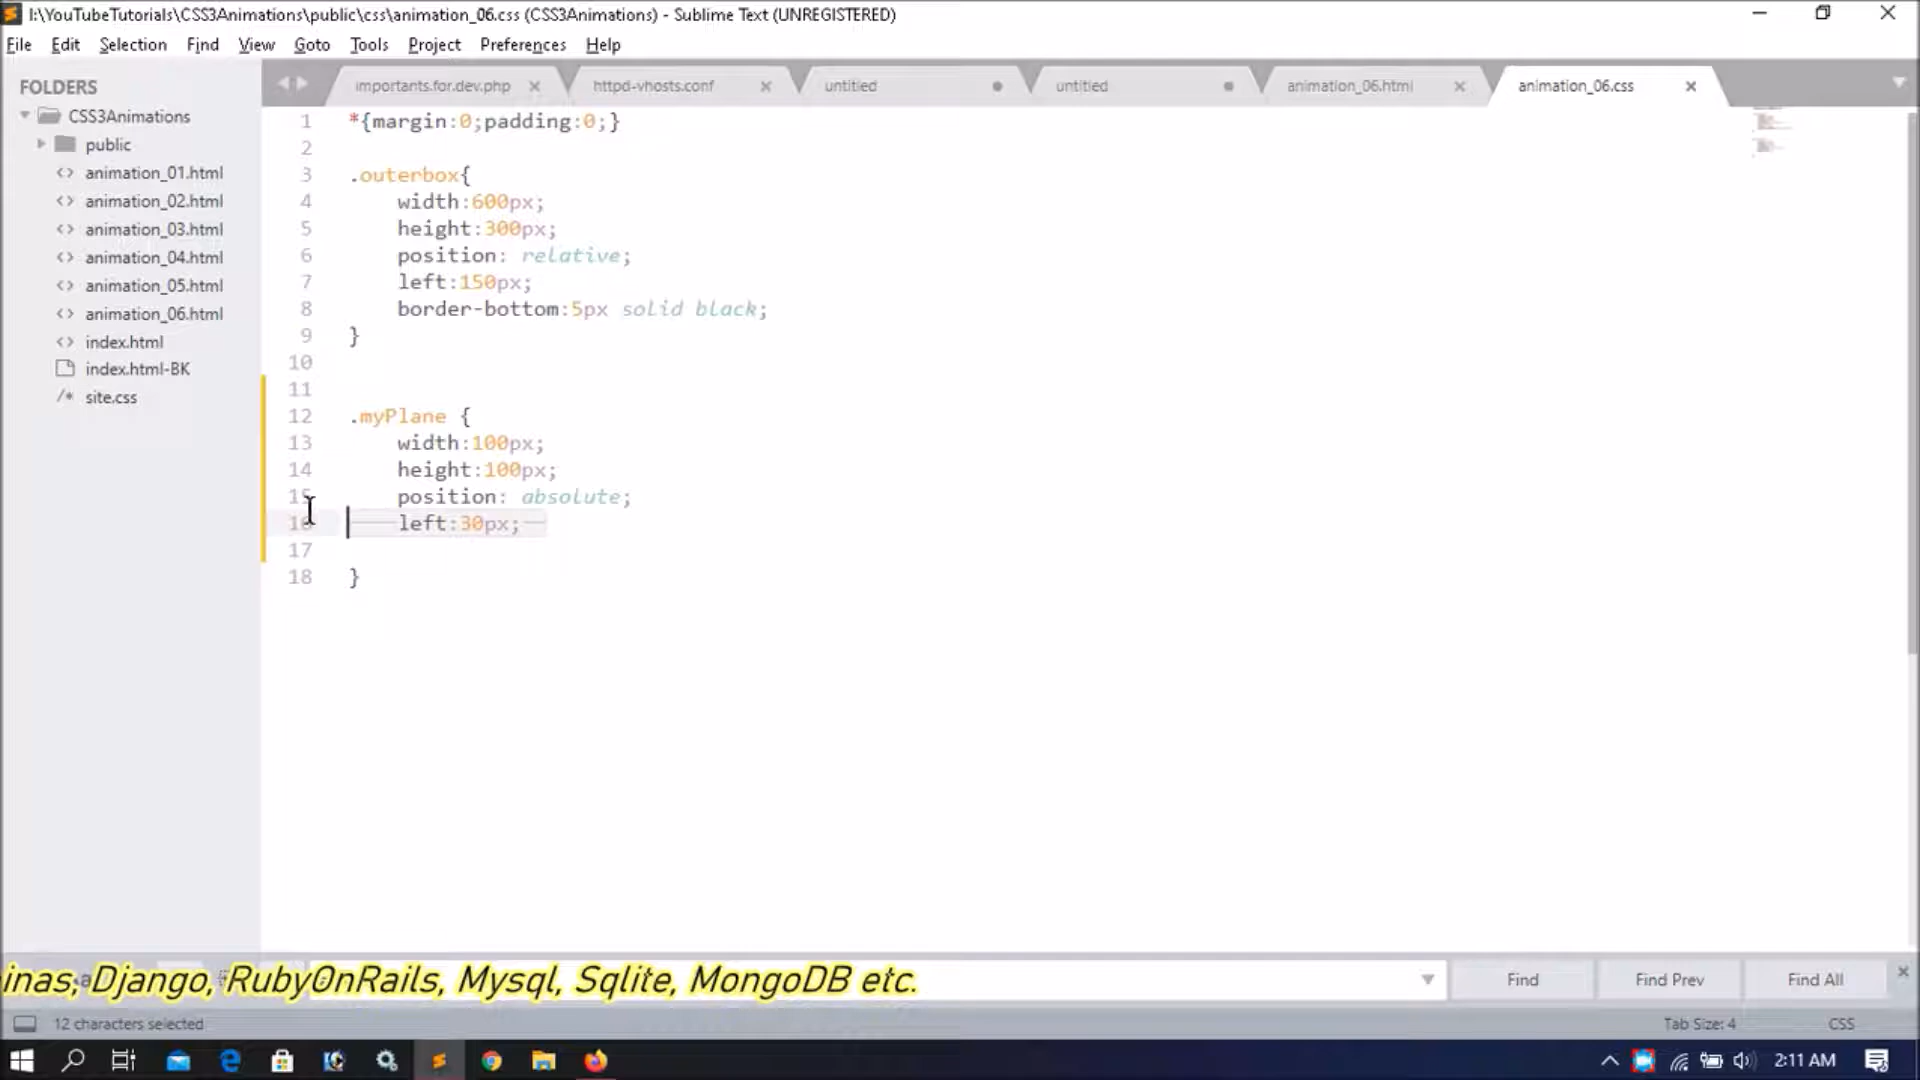 I:\YouTubeTutorials\CSS3Animations\public\css\animation_06.css (CSS3Animations) - Sublime Text (UNREGISTERED)
File Edit Selection Find View Goto Tools Project Preferences Help
FOLDERS
CSS3Animations
public
animation_01.html
animation_02.html
animation_03.html
animation_04.html
animation_05.html
animation_06.html
index.html
index.html-BK
site.css
importants.for.dev.php httpd-vhosts.conf untitled untitled animation_06.html animation_06.css
1 *{margin:0;padding:0;}
2
3 .outerbox{
4 width:600px;
5 height:300px;
6 position: relative;
7 left:150px;
8 border-bottom:5px solid black;
9 }
10
11
12 .myPlane {
13 width:100px;
14 height:100px;
15 position: absolute;
16 left:30px;
17
18 }
inas, Django, RubyOnRails, Mysql, Sqlite, MongoDB etc.
Find Find Prev Find All
12 characters selected Tab Size: 4 CSS
2:11 AM